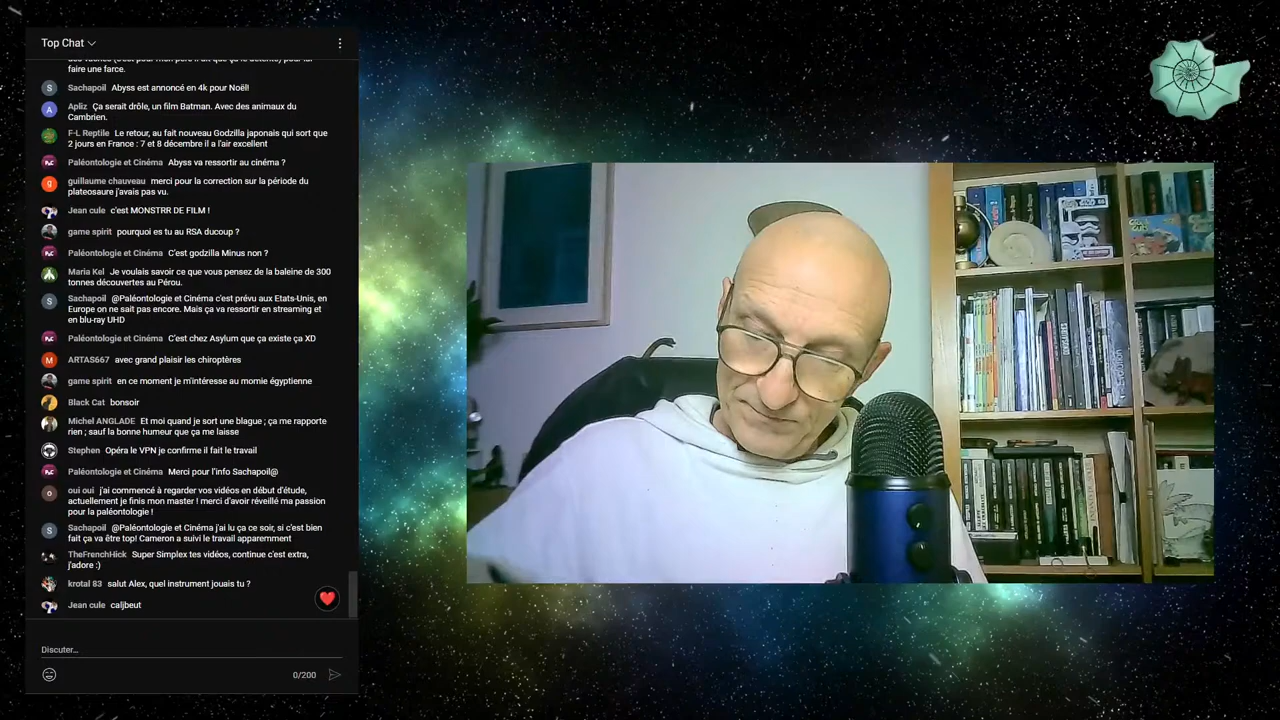 Top Chat
faire une farce.
Sachapoil Abyss est annoncé en 4k pour Noël!
Apliz Ça serait drôle, un film Batman. Avec des animaux du
Cambrien.
F-L Reptile Le retour, au fait nouveau Godzilla japonais qui sort que
2 jours en France : 7 et 8 décembre il a l'air excellent
Paléontologie et Cinéma Abyss va ressortir au cinéma ?
guillaume chauveau merci pour la correction sur la période du
plateosaure j'avais pas vu.
Jean cule c'est MONSTRR DE FILM !
game spirit pourquoi es tu au RSA ducoup ?
Paléontologie et Cinéma C'est godzilla Minus non ?
Maria Kel Je voulais savoir ce que vous pensez de la baleine de 300
tonnes découvertes au Pérou.
Sachapoil @Paléontologie et Cinéma c'est prévu aux Etats-Unis, en
Europe on ne sait pas encore. Mais ça va ressortir en streaming et
en blu-ray UHD
Paléontologie et Cinéma C'est chez Asylum que ça existe ça XD
ARTAS667 avec grand plaisir les chiroptères
game spirit en ce moment je m'intéresse au momie égyptienne
Black Cat bonsoir
Michel ANGLADE Et moi quand je sort une blague ; ça me rapporte
rien ; sauf la bonne humeur que ça me laisse
Stephen Opéra le VPN je confirme il fait le travail
Paléontologie et Cinéma Merci pour l'info Sachapoil@
oui oui j'ai commencé à regarder vos vidéos en début d'étude,
actuellement je finis mon master ! merci d'avoir réveillé ma passion
pour la paléontologie !
Sachapoil @Paléontologie et Cinéma j'ai lu ça ce soir, si c'est bien
fait ça va être top! Cameron a suivi le travail apparemment
TheFrenchHick Super Simplex tes vidéos, continue c'est extra,
j'adore :)
krotal 83 salut Alex, quel instrument jouais tu ?
Jean cule caljbeut
Discuter...
0/200